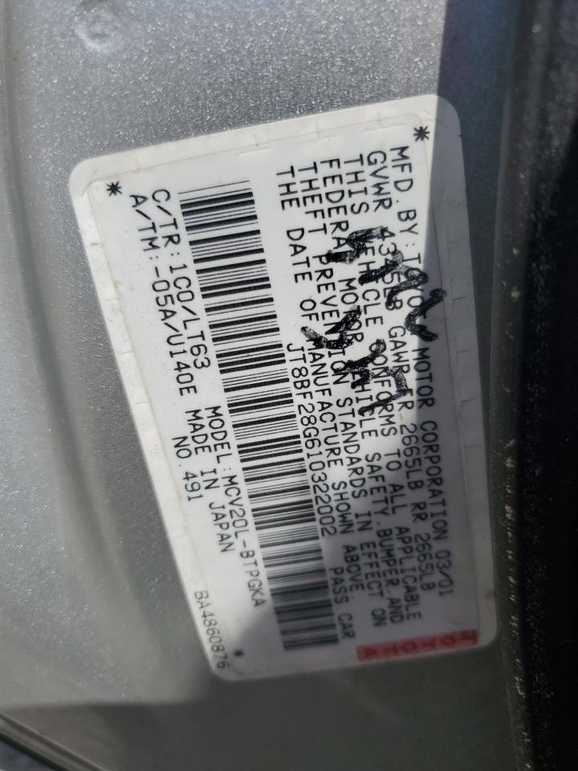 MFD. BY: TOYOTA MOTOR CORPORATION 03/01
GVWR 4345LB GAWR FR 2665LB RR 2665LB
THIS VEHICLE CONFORMS TO ALL APPLICABLE
FEDERAL MOTOR VEHICLE SAFETY, BUMPER AND
THEFT PREVENTION STANDARDS IN EFFECT ON
THE DATE OF MANUFACTURE SHOWN ABOVE
JT8BF28G610322002 PASS CAR
C/TR: 1C0/LT63 MODEL: MCV20L-BTPGKA
A/TM: -05A/U140E MADE IN JAPAN
NO. 491
BA4860876